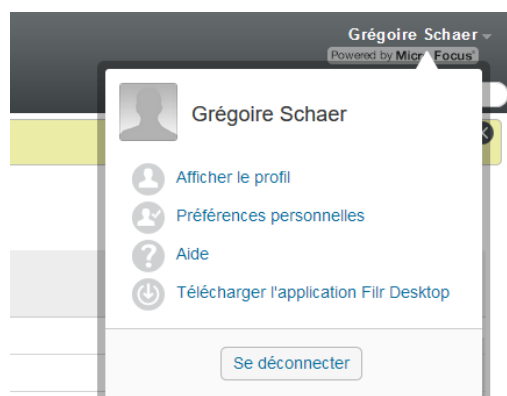 Grégoire Schaer
Powered by Micro Focus
Grégoire Schaer
Afficher le profil
Préférences personnelles
Aide
Télécharger l'application Filr Desktop
Se déconnecter